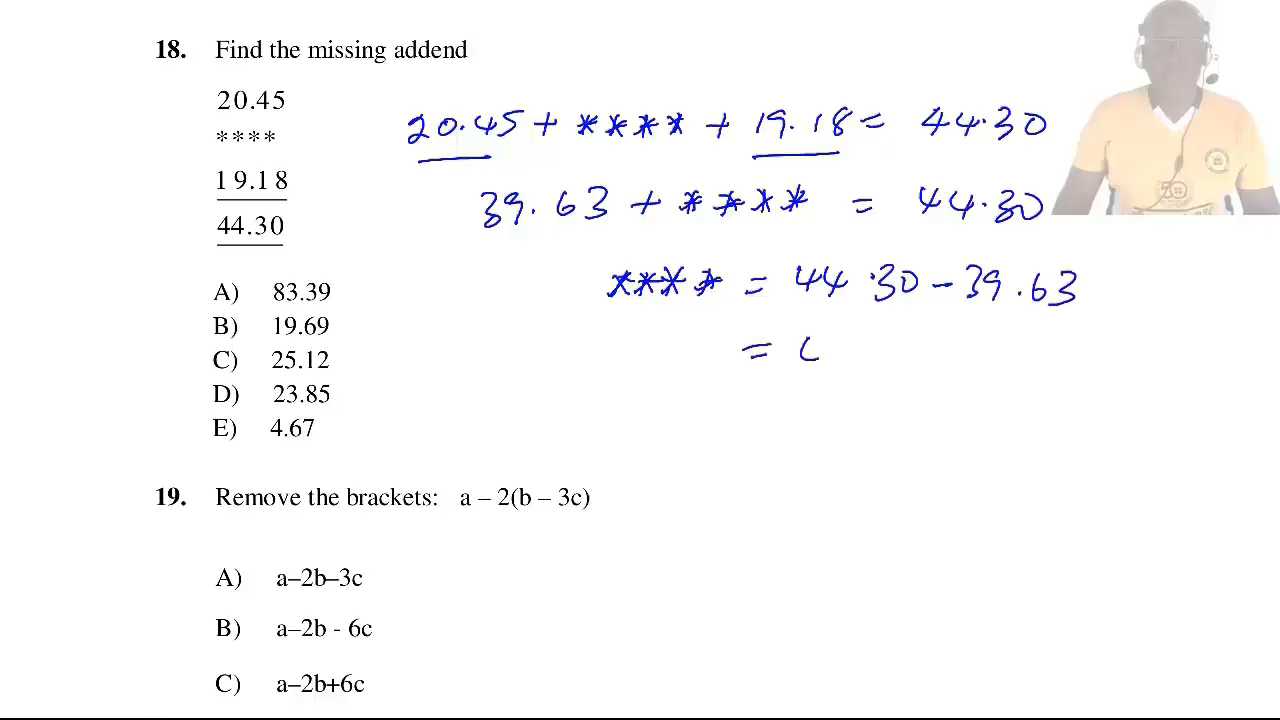 18. Find the missing addend
20.45
****
19.18
44.30
20.45 + **** + 19.18 = 44.30
39.63 + **** = 44.30
**** = 44.30 - 39.63
=
A) 83.39
B) 19.69
C) 25.12
D) 23.85
E) 4.67
19. Remove the brackets: a – 2(b – 3c)
A) a–2b–3c
B) a–2b - 6c
C) a–2b+6c